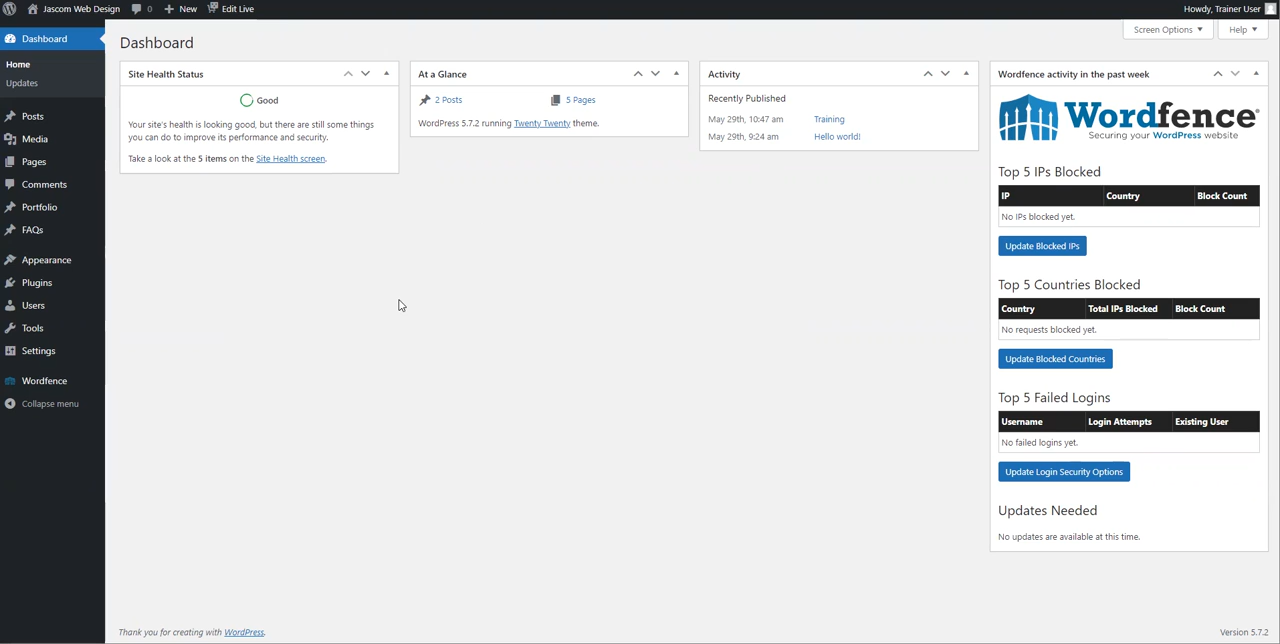 Jascom Web Design 0 New Edit Live Howdy, Trainer User
Screen Options Help
Dashboard
Home
Updates
Posts
Media
Pages
Comments
Portfolio
FAQs
Appearance
Plugins
Users
Tools
Settings
Wordfence
Collapse menu
Dashboard
Site Health Status
Good
Your site's health is looking good, but there are still some things
you can do to improve its performance and security.
Take a look at the 5 items on the Site Health screen.
At a Glance
2 Posts 5 Pages
WordPress 5.7.2 running Twenty Twenty theme.
Activity
Recently Published
May 29th, 10:47 am Training
May 29th, 9:24 am Hello world!
Wordfence activity in the past week
Wordfence®
Securing your WordPress website
Top 5 IPs Blocked
IP Country Block Count
No IPs blocked yet.
Update Blocked IPs
Top 5 Countries Blocked
Country Total IPs Blocked Block Count
No requests blocked yet.
Update Blocked Countries
Top 5 Failed Logins
Username Login Attempts Existing User
No failed logins yet.
Update Login Security Options
Updates Needed
No updates are available at this time.
Thank you for creating with WordPress.
Version 5.7.2